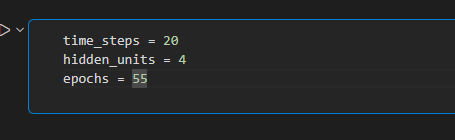 time_steps = 20
hidden_units = 4
epochs = 55